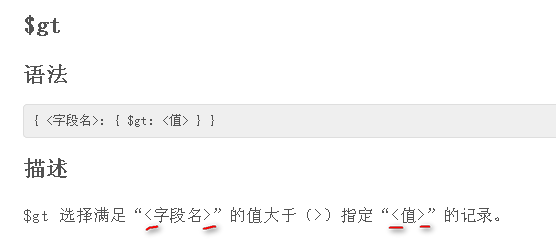 $gt
语法
{ <字段名>: { $gt: <值> } }
描述
$gt 选择满足“<字段名>”的值大于（>）指定“<值>”的记录。